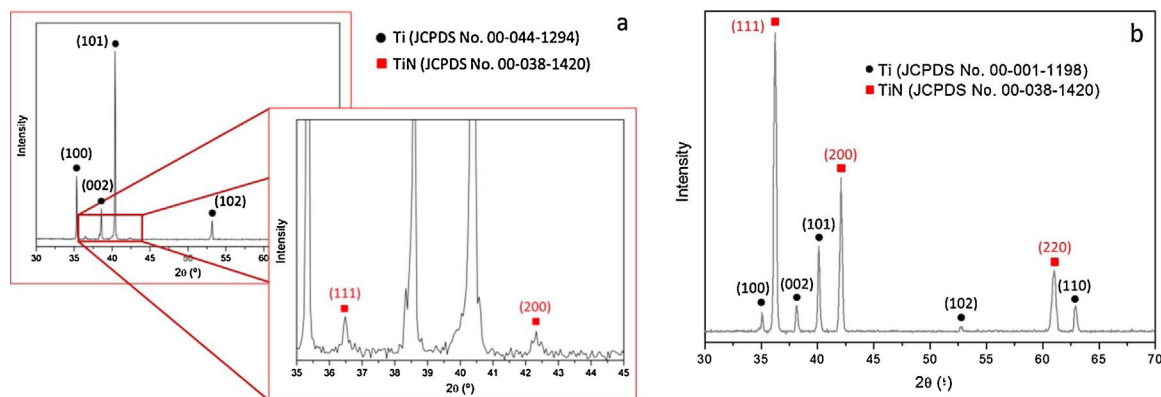 a
Ti (JCPDS No. 00-044-1294)
TiN (JCPDS No. 00-038-1420)
Intensity
(100)
(002)
(101)
(102)
30 35 40 45 50 55 60
2θ (º)
Intensity
(111)
(200)
35 36 37 38 39 40 41 42 43 44 45
2θ (º)
b
Ti (JCPDS No. 00-001-1198)
TiN (JCPDS No. 00-038-1420)
Intensity
(111)
(200)
(101)
(100)
(002)
(102)
(220)
(110)
30 35 40 45 50 55 60 65 70
2θ (